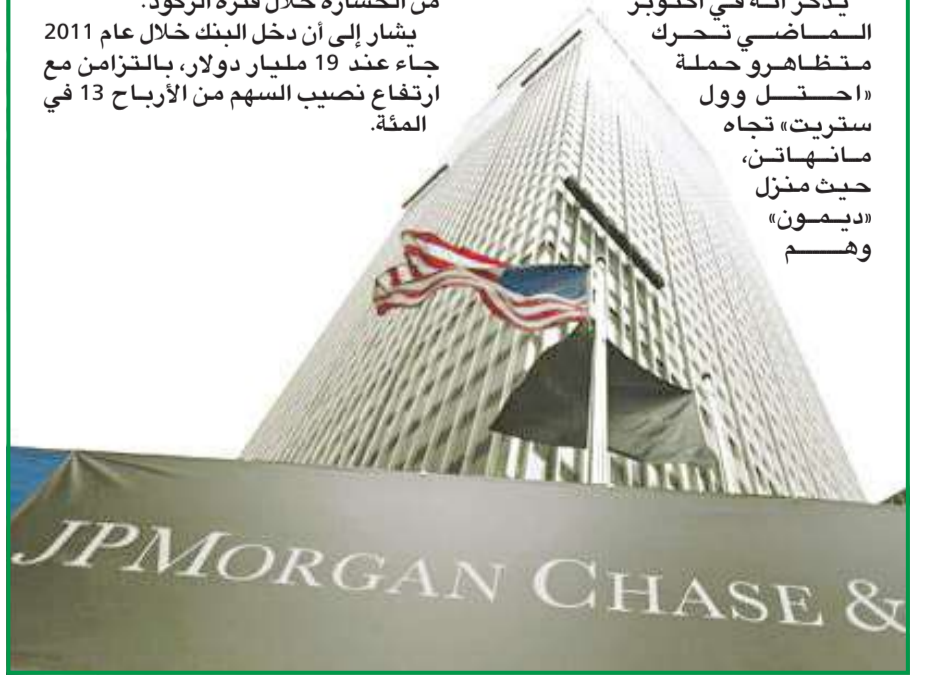 يذكر أنه في أكتوبر
الماضي تحرك
متظاهرو حملة
«احتل وول
ستريت» تجاه
مانهاتن،
حيث منزل
«ديمون»
وهم
من الخسارة خلال فترة الركود.
يشار إلى أن دخل البنك خلال عام 2011
جاء عند 19 مليار دولار، بالتزامن مع
ارتفاع نصيب السهم من الأرباح 13 في
المئة.
JPMORGAN CHASE &